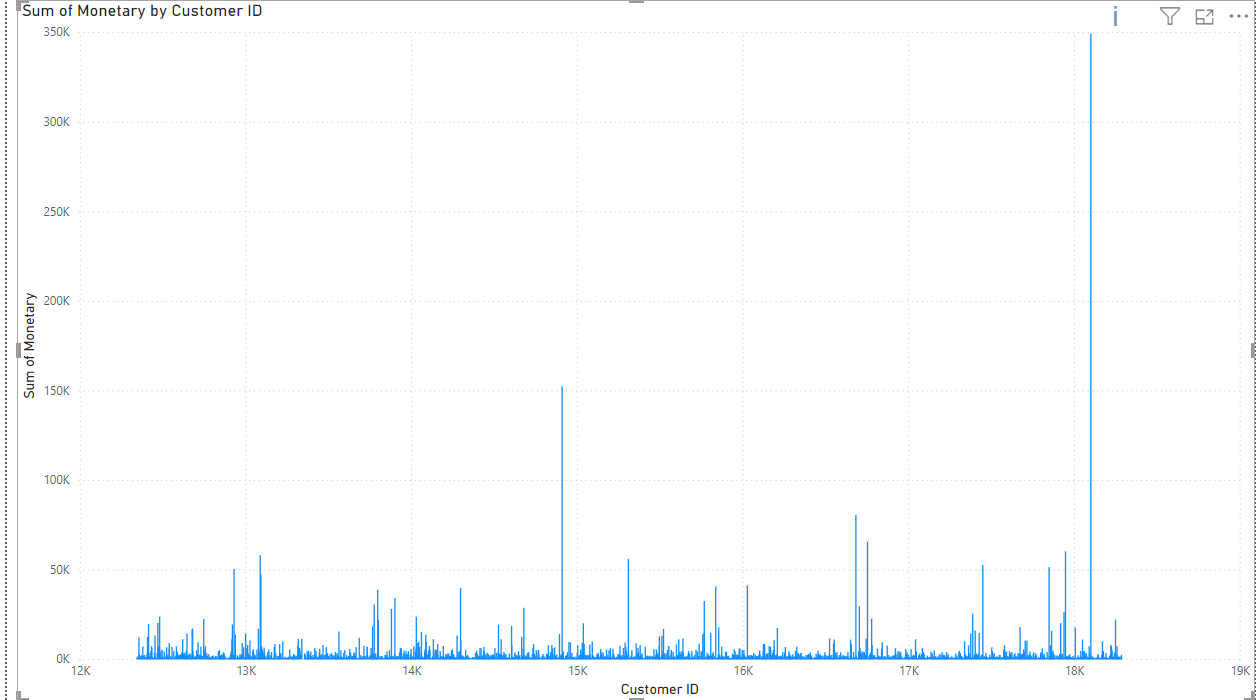 Sum of Monetary by Customer ID
350K
300K
250K
200K
150K
100K
50K
0K
Sum of Monetary
12K 13K 14K 15K 16K 17K 18K 19K
Customer ID